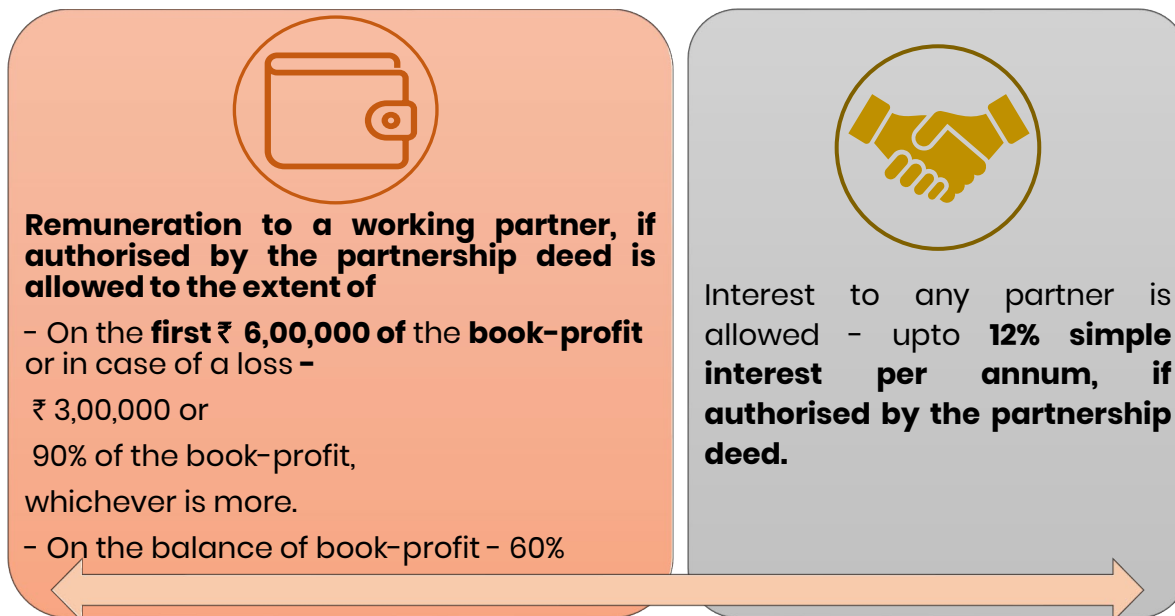 Remuneration to a working partner, if
authorised by the partnership deed is
allowed to the extent of
- On the first ₹ 6,00,000 of the book-profit
or in case of a loss -
₹ 3,00,000 or
90% of the book-profit,
whichever is more.
- On the balance of book-profit - 60%
Interest to any partner is
allowed - upto 12% simple
interest per annum, if
authorised by the partnership
deed.